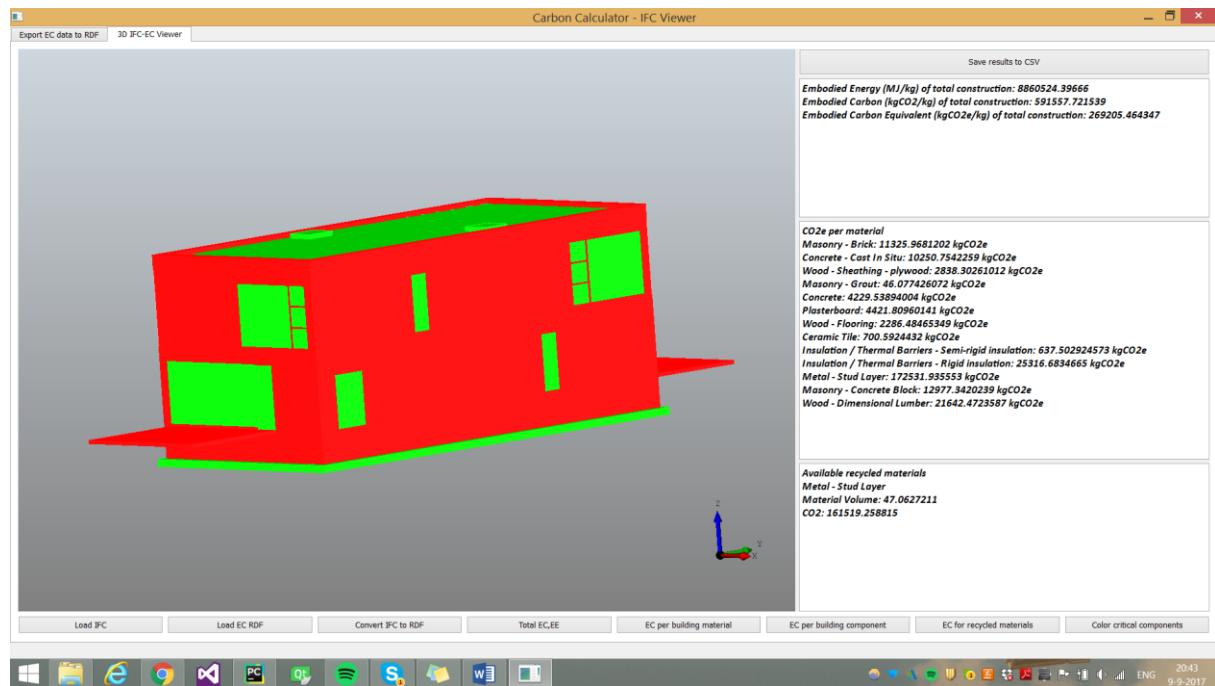 Carbon Calculator - IFC Viewer
Export EC data to RDF
3D IFC-EC Viewer
Save results to CSV
Embodied Energy (MJ/kg) of total construction: 8860524.39666
Embodied Carbon (kgCO2/kg) of total construction: 591557.721539
Embodied Carbon Equivalent (kgCO2e/kg) of total construction: 269205.464347
CO2e per material
Masonry - Brick: 11325.9681202 kgCO2e
Concrete - Cast In Situ: 10250.7542259 kgCO2e
Wood - Sheathing - plywood: 2838.30261012 kgCO2e
Masonry - Grout: 46.077426072 kgCO2e
Concrete: 4229.53894004 kgCO2e
Plasterboard: 4421.80960141 kgCO2e
Wood - Flooring: 2286.48465349 kgCO2e
Ceramic Tile: 700.5924432 kgCO2e
Insulation / Thermal Barriers - Semi-rigid insulation: 637.502924573 kgCO2e
Insulation / Thermal Barriers - Rigid insulation: 25316.6834665 kgCO2e
Metal - Stud Layer: 172531.935553 kgCO2e
Masonry - Concrete Block: 12977.3420239 kgCO2e
Wood - Dimensional Lumber: 21642.4723587 kgCO2e
Available recycled materials
Metal - Stud Layer
Material Volume: 47.0627211
CO2: 161519.258815
Z
Y
X
Load IFC
Load EC RDF
Convert IFC to RDF
Total EC,EE
EC per building material
EC per building component
EC for recycled materials
Color critical components
ENG
20:43
9-9-2017